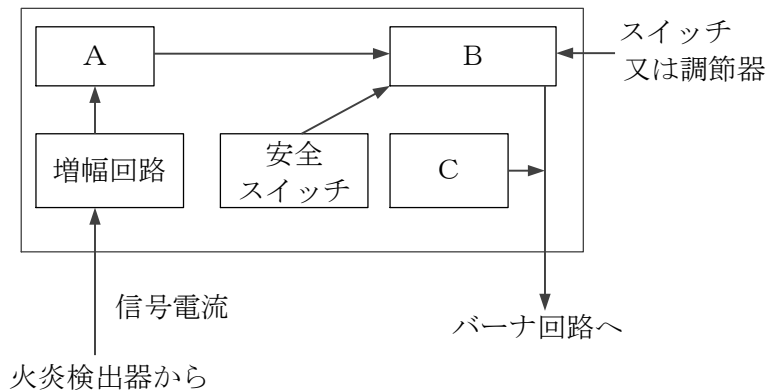 A
B
スイッチ
又は調節器
増幅回路
安全
スイッチ
C
信号電流
バーナ回路へ
火炎検出器から